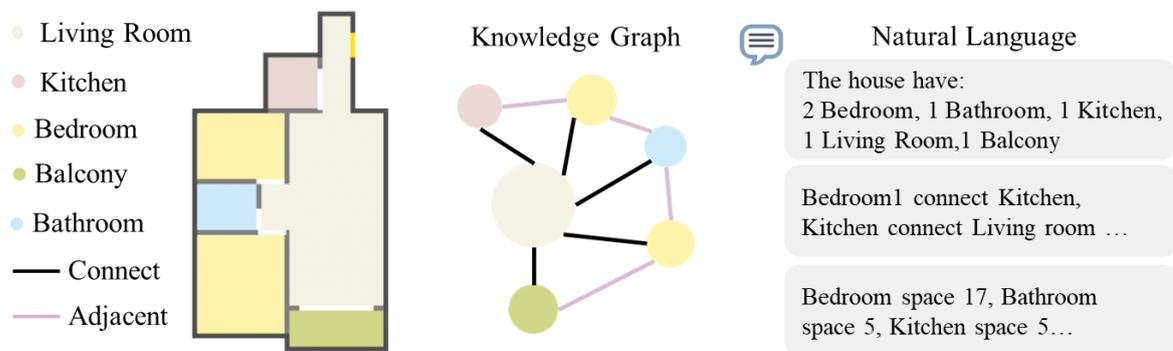 Living Room
Kitchen
Bedroom
Balcony
Bathroom
Connect
Adjacent
Knowledge Graph
Natural Language
The house have:
2 Bedroom, 1 Bathroom, 1 Kitchen,
1 Living Room,1 Balcony
Bedroom1 connect Kitchen,
Kitchen connect Living room …
Bedroom space 17, Bathroom
space 5, Kitchen space 5…